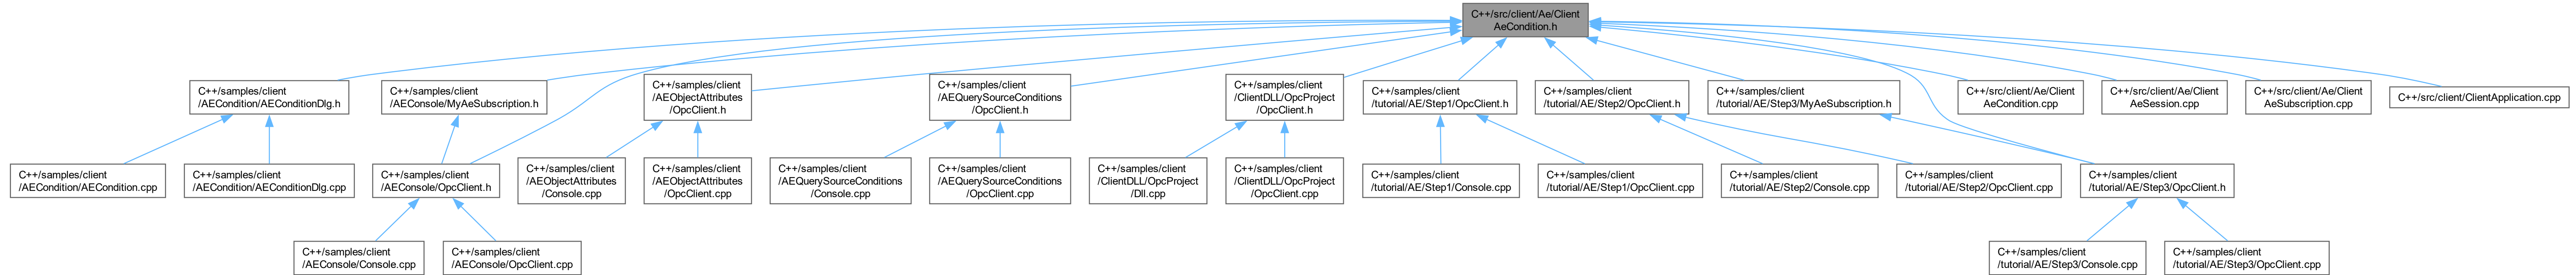 C++/src/client/Ae/Client
AeCondition.h
C++/samples/client
/AECondition/AEConditionDlg.h
C++/samples/client
/AEConsole/MyAeSubscription.h
C++/samples/client
/AEObjectAttributes
/OpcClient.h
C++/samples/client
/AEQuerySourceConditions
/OpcClient.h
C++/samples/client
/ClientDLL/OpcProject
/OpcClient.h
C++/samples/client
/tutorial/AE/Step1/OpcClient.h
C++/samples/client
/tutorial/AE/Step2/OpcClient.h
C++/samples/client
/tutorial/AE/Step3/MyAeSubscription.h
C++/src/client/Ae/Client
AeCondition.cpp
C++/src/client/Ae/Client
AeSession.cpp
C++/src/client/Ae/Client
AeSubscription.cpp
C++/src/client/ClientApplication.cpp
C++/samples/client
/AECondition/AECondition.cpp
C++/samples/client
/AECondition/AEConditionDlg.cpp
C++/samples/client
/AEConsole/OpcClient.h
C++/samples/client
/AEObjectAttributes
/Console.cpp
C++/samples/client
/AEObjectAttributes
/OpcClient.cpp
C++/samples/client
/AEQuerySourceConditions
/Console.cpp
C++/samples/client
/AEQuerySourceConditions
/OpcClient.cpp
C++/samples/client
/ClientDLL/OpcProject
/Dll.cpp
C++/samples/client
/ClientDLL/OpcProject
/OpcClient.cpp
C++/samples/client
/tutorial/AE/Step1/Console.cpp
C++/samples/client
/tutorial/AE/Step1/OpcClient.cpp
C++/samples/client
/tutorial/AE/Step2/Console.cpp
C++/samples/client
/tutorial/AE/Step2/OpcClient.cpp
C++/samples/client
/tutorial/AE/Step3/OpcClient.h
C++/samples/client
/AEConsole/Console.cpp
C++/samples/client
/AEConsole/OpcClient.cpp
C++/samples/client
/tutorial/AE/Step3/Console.cpp
C++/samples/client
/tutorial/AE/Step3/OpcClient.cpp